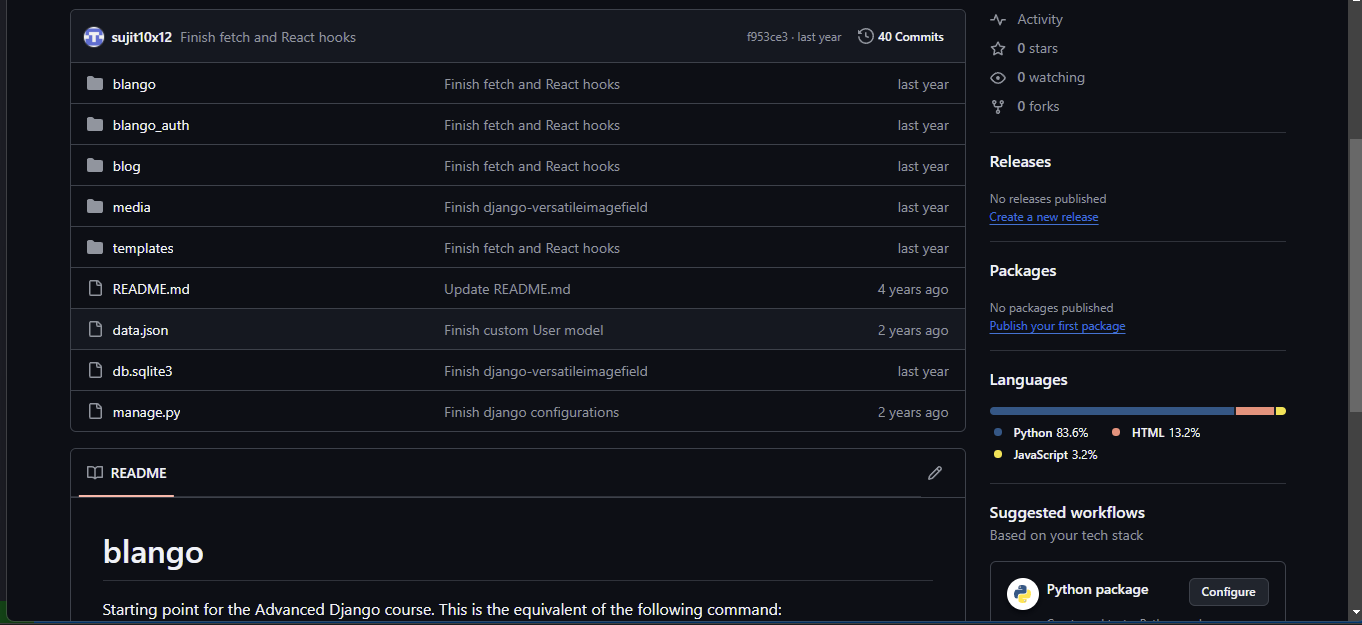 sujit10x12 Finish fetch and React hooks f953ce3 · last year 40 Commits
blango Finish fetch and React hooks last year
blango_auth Finish fetch and React hooks last year
blog Finish fetch and React hooks last year
media Finish django-versatileimagefield last year
templates Finish fetch and React hooks last year
README.md Update README.md 4 years ago
data.json Finish custom User model 2 years ago
db.sqlite3 Finish django-versatileimagefield last year
manage.py Finish django configurations 2 years ago
README
blango
Starting point for the Advanced Django course. This is the equivalent of the following command:
Activity
0 stars
0 watching
0 forks
Releases
No releases published
Create a new release
Packages
No packages published
Publish your first package
Languages
Python 83.6% HTML 13.2%
JavaScript 3.2%
Suggested workflows
Based on your tech stack
Python package Configure